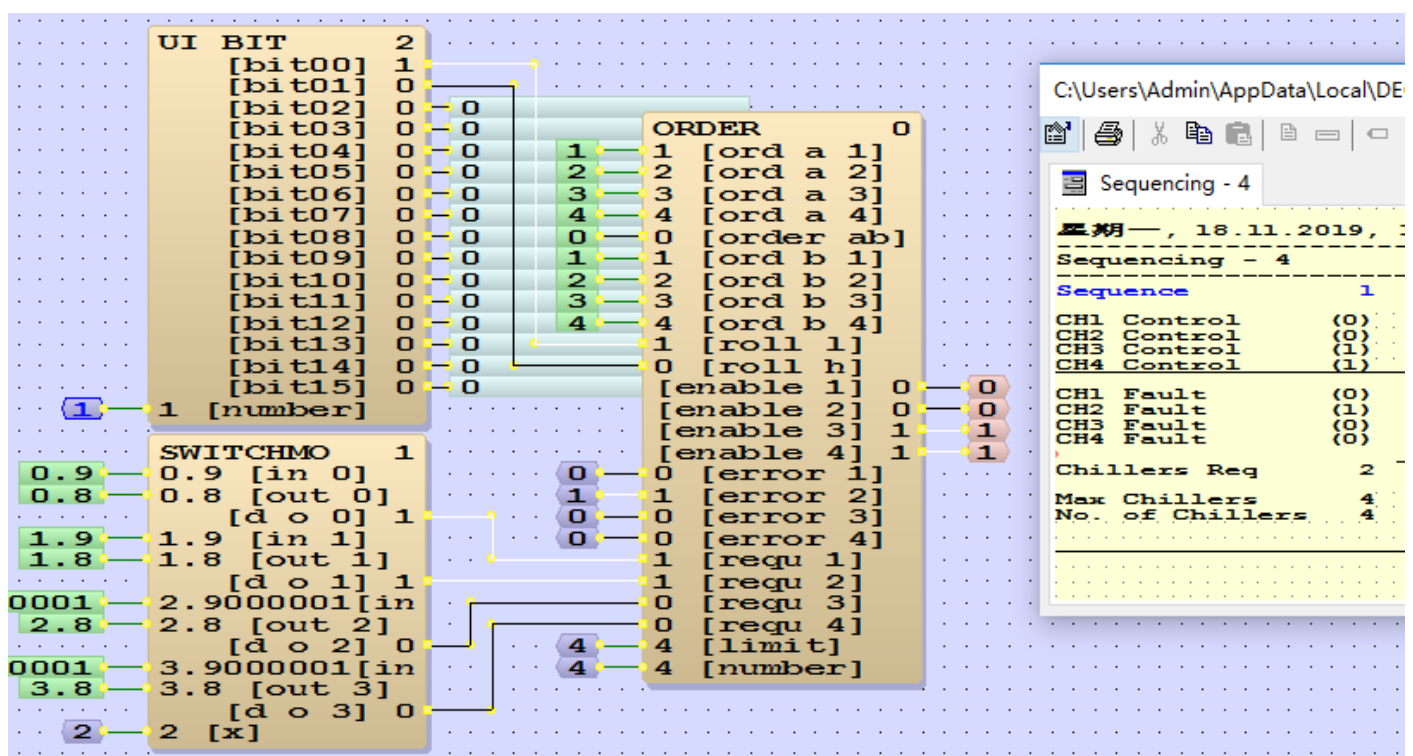 UI BIT 2
[bit00] 1
[bit01] 0
[bit02] 0 0
[bit03] 0 0
[bit04] 0 0
[bit05] 0 0
[bit06] 0 0
[bit07] 0 0
[bit08] 0 0
[bit09] 0 0
[bit10] 0 0
[bit11] 0 0
[bit12] 0 0
[bit13] 0 0
[bit14] 0 0
[bit15] 0 0
1 1 [number]
SWITCHMO 1
0.9 0.9 [in 0]
0.8 0.8 [out 0]
[d o 0] 1
1.9 1.9 [in 1]
1.8 1.8 [out 1]
[d o 1] 1
0001 2.9000001[in
2.8 2.8 [out 2]
[d o 2] 0
0001 3.9000001[in
3.8 3.8 [out 3]
[d o 3] 0
2 2 [x]
ORDER 0
1 1 [ord a 1]
2 2 [ord a 2]
3 3 [ord a 3]
4 4 [ord a 4]
0 0 [order ab]
1 1 [ord b 1]
2 2 [ord b 2]
3 3 [ord b 3]
4 4 [ord b 4]
1 [roll l]
0 [roll h]
[enable 1] 0 0
[enable 2] 0 0
[enable 3] 1 1
[enable 4] 1 1
0 0 [error 1]
1 1 [error 2]
0 0 [error 3]
0 0 [error 4]
1 [requ 1]
1 [requ 2]
0 [requ 3]
0 [requ 4]
4 4 [limit]
4 4 [number]
C:\Users\Admin\AppData\Local\DE
Sequencing - 4
星期一, 18.11.2019,
Sequencing - 4
Sequence 1
CH1 Control (0)
CH2 Control (0)
CH3 Control (1)
CH4 Control (1)
CH1 Fault (0)
CH2 Fault (1)
CH3 Fault (0)
CH4 Fault (0)
Chillers Req 2
Max Chillers 4
No. of Chillers 4